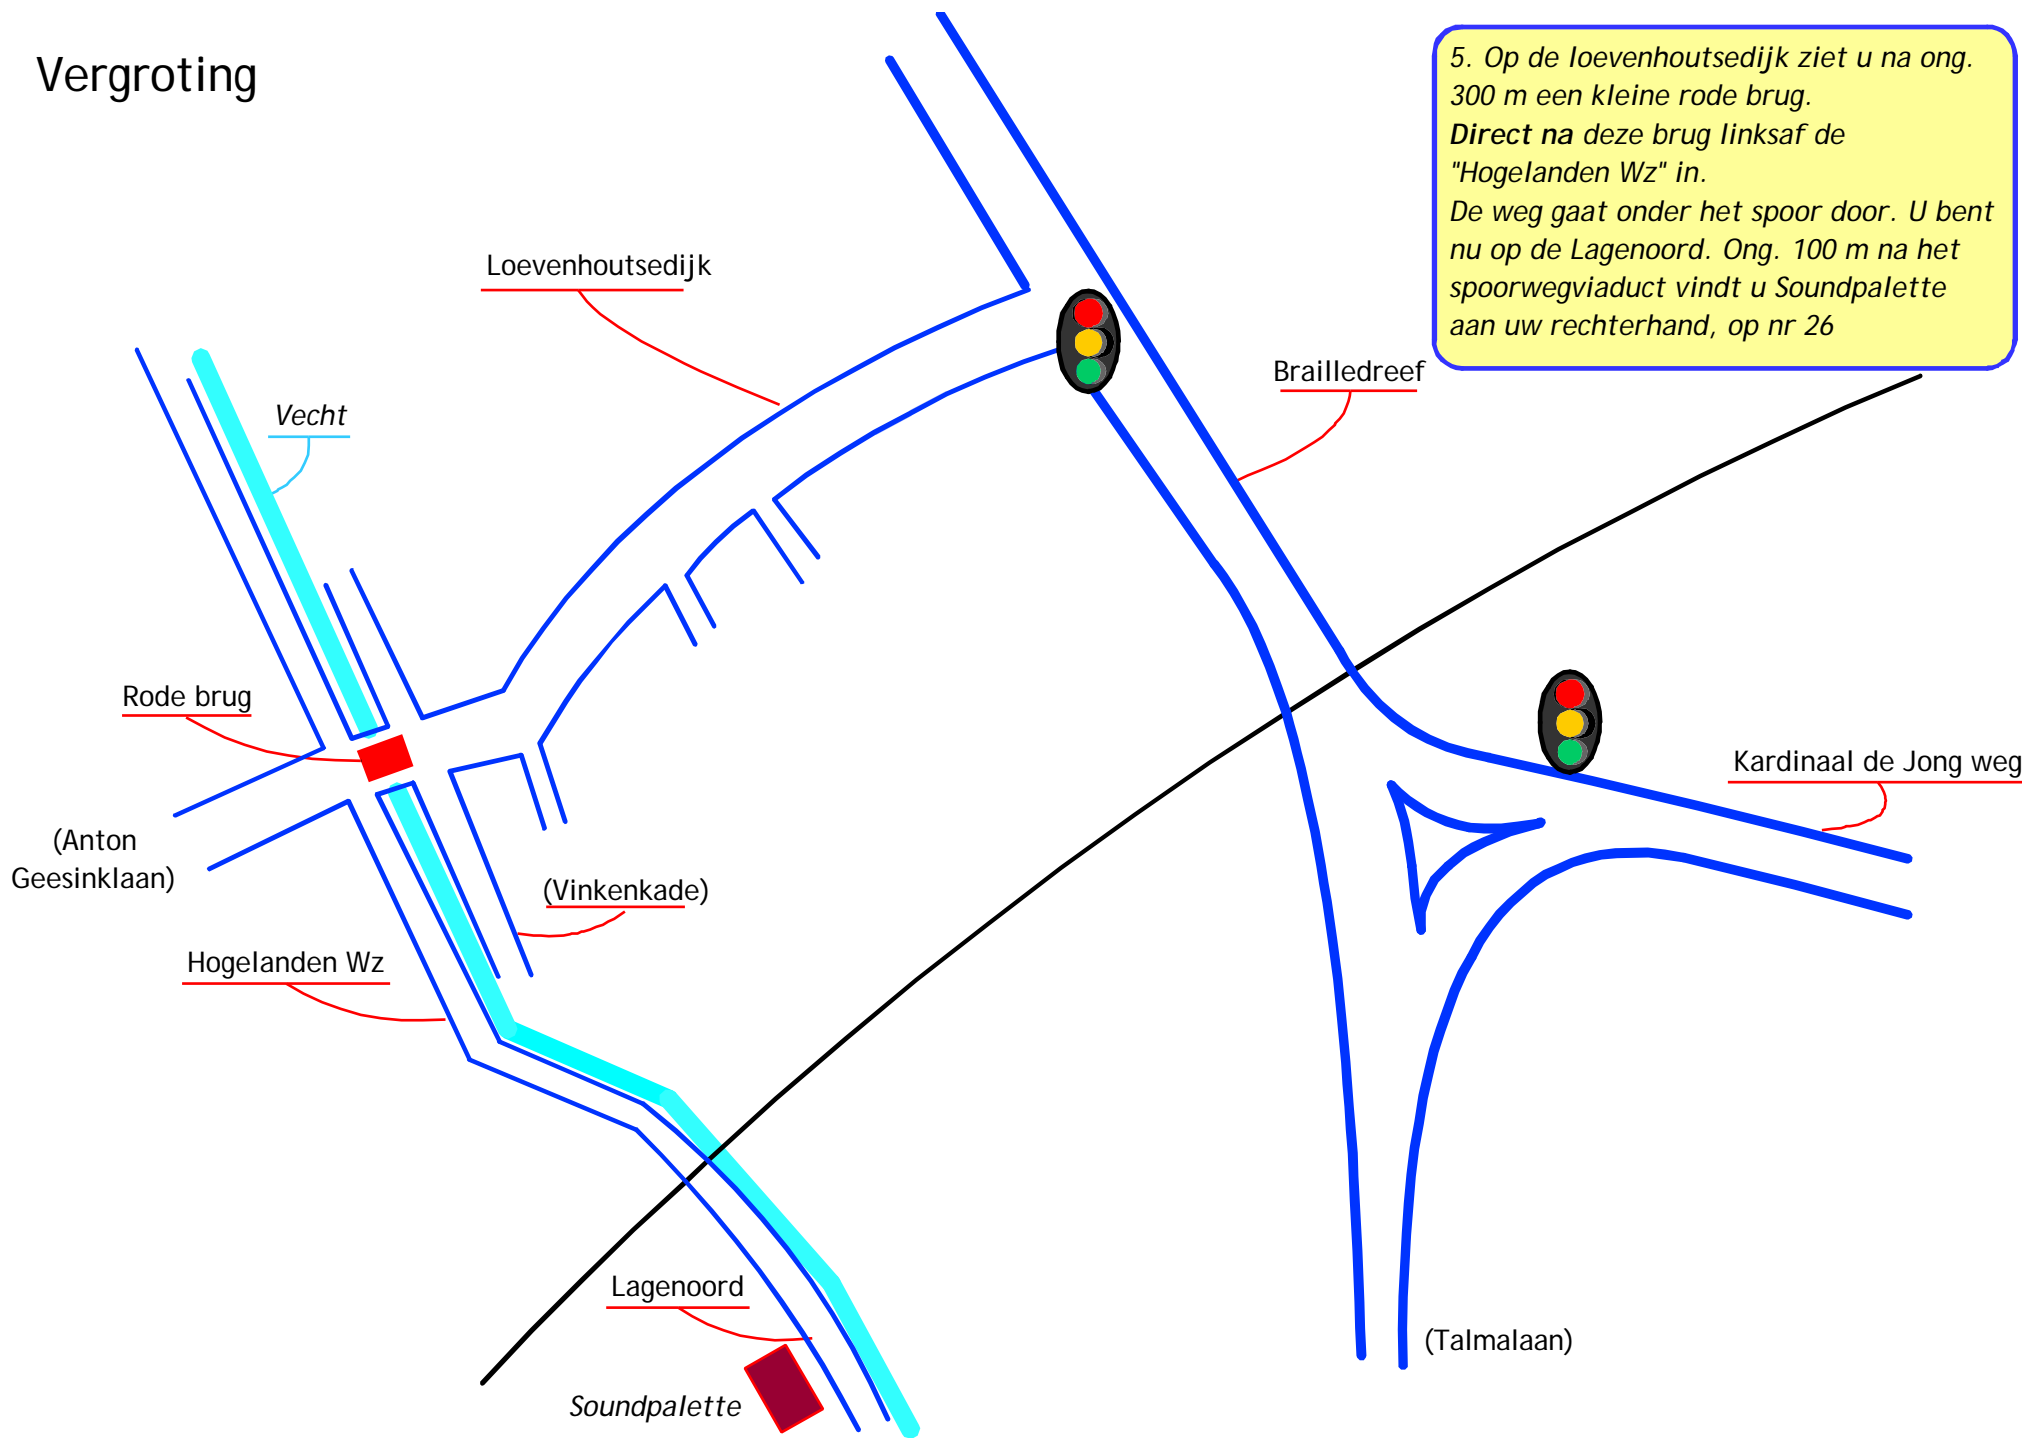 Vergroting
5. Op de loevenhoutsedijk ziet u na ong.
300 m een kleine rode brug.
Direct na deze brug linksaf de
"Hogelanden Wz" in.
De weg gaat onder het spoor door. U bent
nu op de Lagenoord. Ong. 100 m na het
spoorwegviaduct vindt u Soundpalette
aan uw rechterhand, op nr 26
Loevenhoutsedijk
Brailledreef
Vecht
Rode brug
Kardinaal de Jong weg
(Anton
Geesinklaan)
(Vinkenkade)
Hogelanden Wz
Lagenoord
(Talmalaan)
Soundpalette